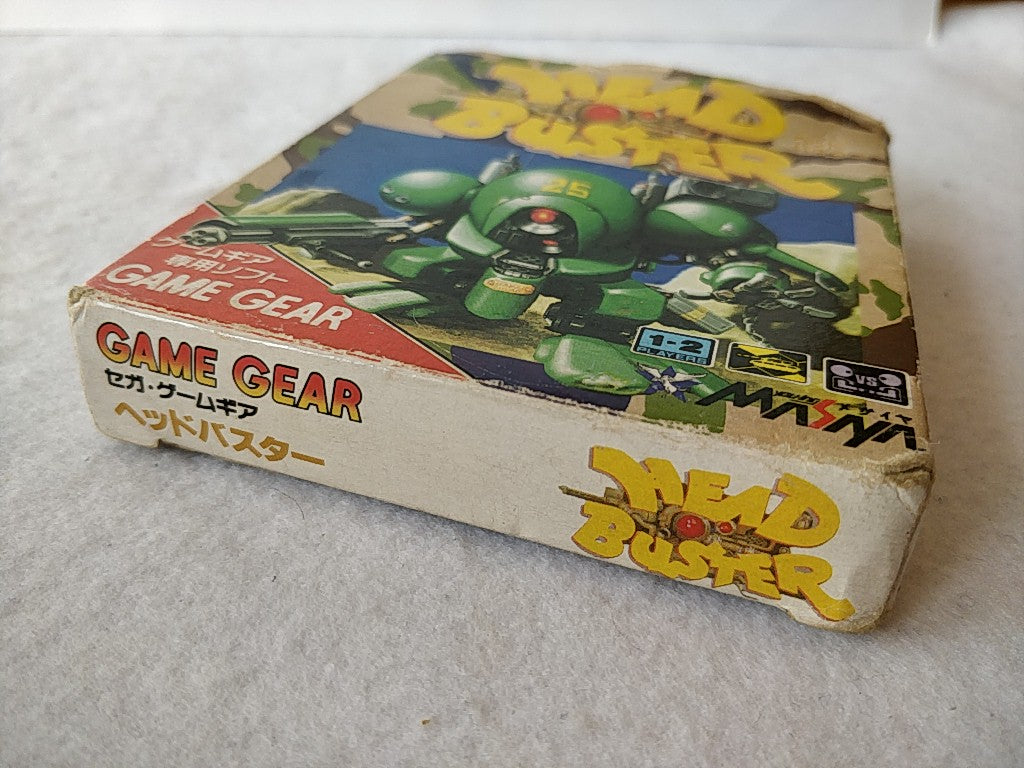 HEAD
BUSTER
25
ゲームギア
専用ソフト
GAME GEAR
1-2
PLAYERS
VS
MASAYA
GAME GEAR
セガ・ゲームギア
ヘッドバスター
HEAD
BUSTER